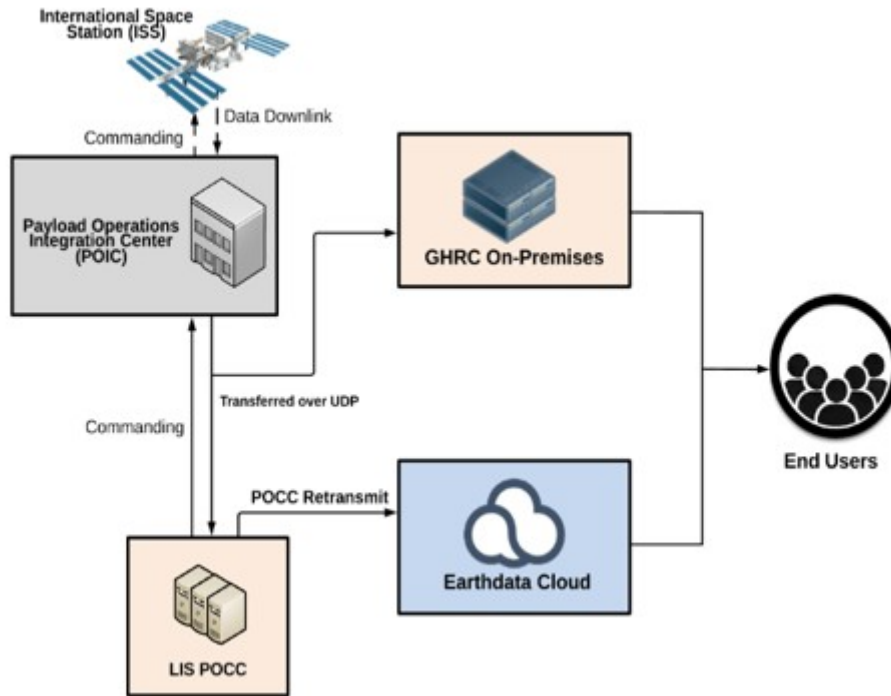 International Space
Station (ISS)
Data Downlink
Commanding
Payload Operations
Integration Center
(POIC)
GHRC On-Premises
Transferred over UDP
Commanding
End Users
POCC Retransmit
Earthdata Cloud
LIS POCC